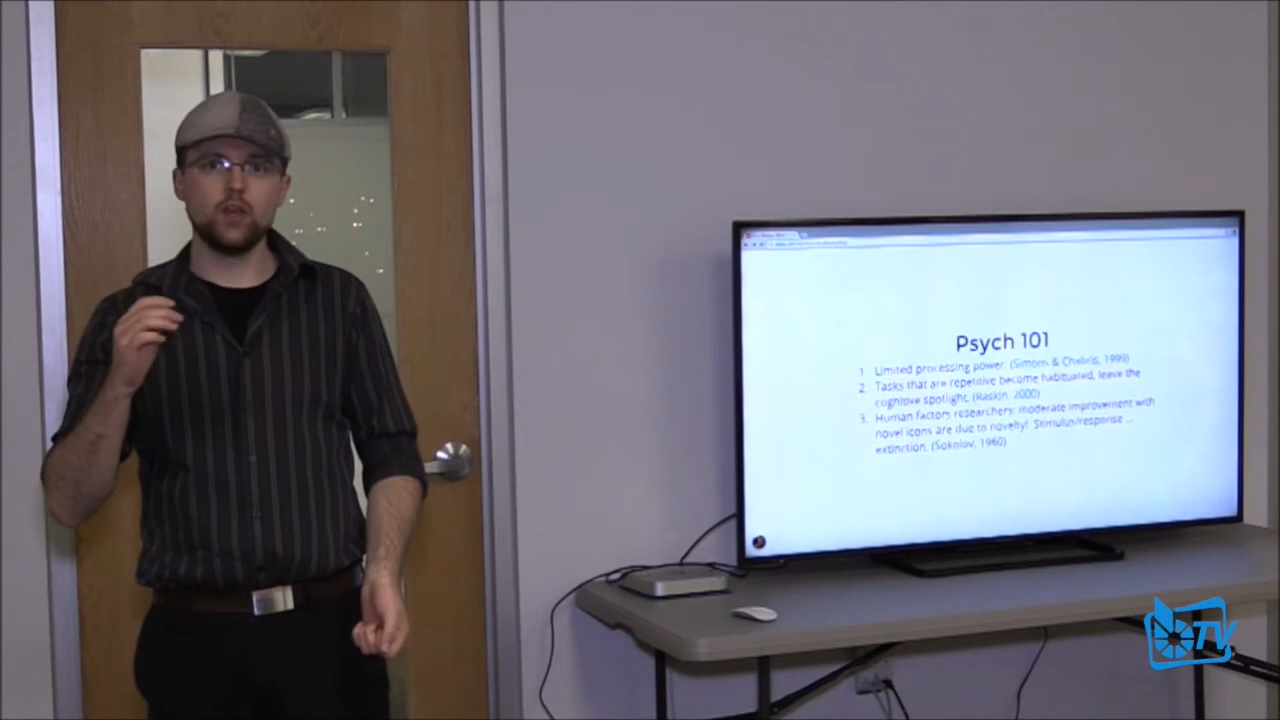 Psych 101
1. Limited processing power. (Simons & Chabris, 1999)
2. Tasks that are repetitive become habituated, leave the
cognitive spotlight. (Raskin, 2000)
3. Human factors researchers: moderate improvement with
novel icons are due to novelty! Stimulus/response ...
extinction. (Sokolov, 1960)
TV